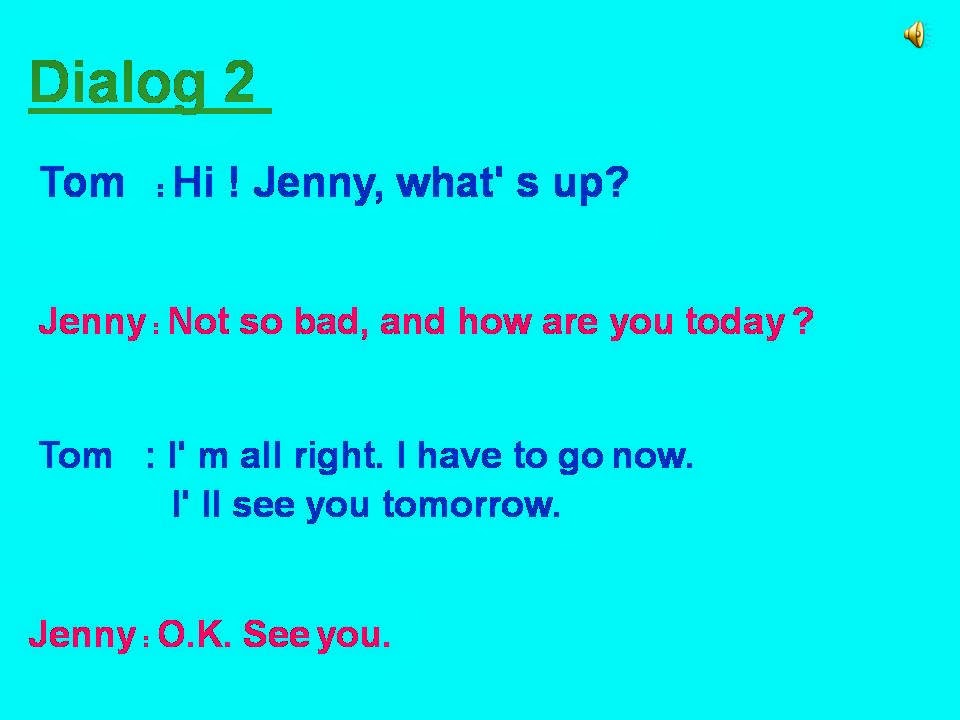 Dialog 2
Tom : Hi ! Jenny, what' s up?
Jenny : Not so bad, and how are you today ?
Tom : I' m all right. I have to go now.
I' ll see you tomorrow.
Jenny : O.K. See you.